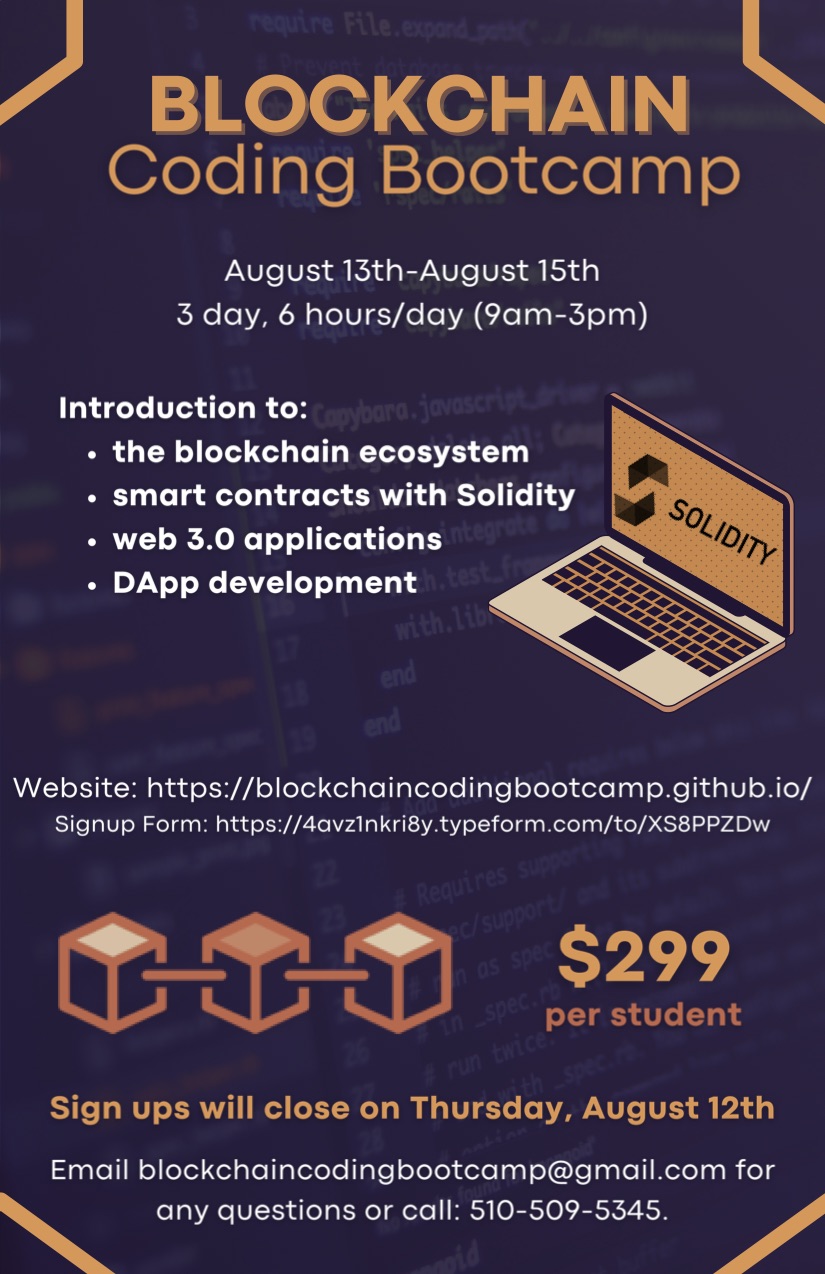 BLOCKCHAIN
Coding Bootcamp
August 13th-August 15th
3 day, 6 hours/day (9am-3pm)
Introduction to:
• the blockchain ecosystem
• smart contracts with Solidity
• web 3.0 applications
• DApp development
SOLIDITY
Website: https://blockchaincodingbootcamp.github.io/
Signup Form: https://4avz1nkri8y.typeform.com/to/XS8PPZDw
$299
per student
Sign ups will close on Thursday, August 12th
Email blockchaincodingbootcamp@gmail.com for
any questions or call: 510-509-5345.